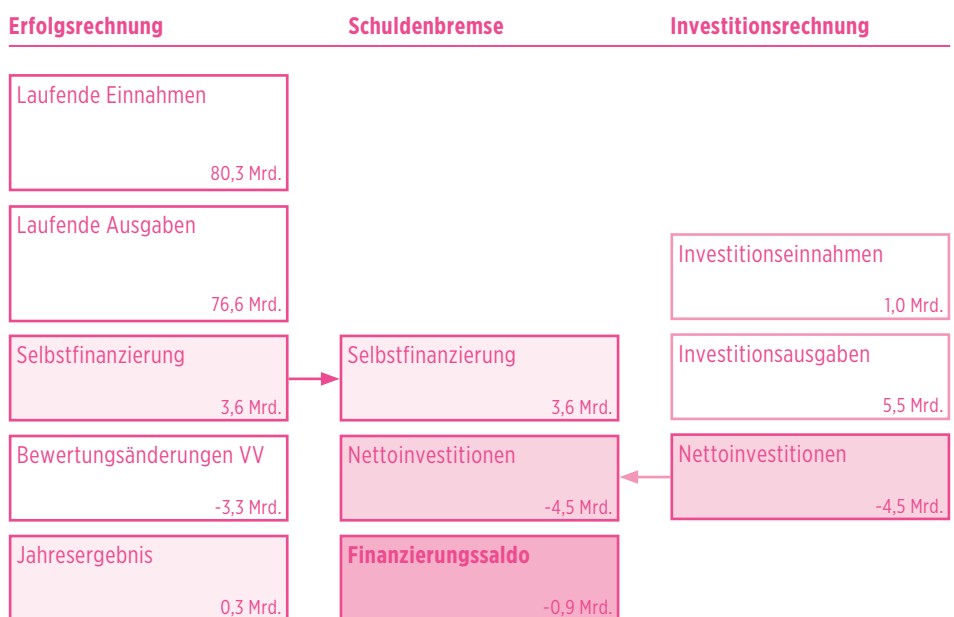 Erfolgsrechnung
Schuldenbremse
Investitionsrechnung
Laufende Einnahmen
80,3 Mrd.
Laufende Ausgaben
76,6 Mrd.
Investitionseinnahmen
1,0 Mrd.
Selbstfinanzierung
3,6 Mrd.
Selbstfinanzierung
3,6 Mrd.
Investitionsausgaben
5,5 Mrd.
Bewertungsänderungen VV
-3,3 Mrd.
Nettoinvestitionen
-4,5 Mrd.
Nettoinvestitionen
-4,5 Mrd.
Jahresergebnis
0,3 Mrd.
Finanzierungssaldo
-0,9 Mrd.